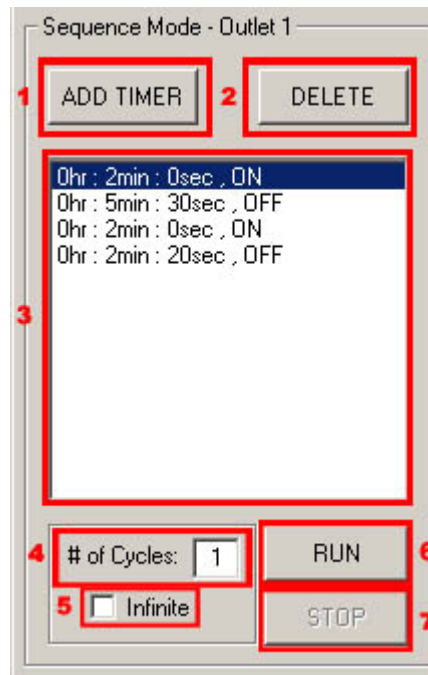 Sequence Mode - Outlet 1
1 ADD TIMER 2 DELETE
0hr : 2min : 0sec , ON
0hr : 5min : 30sec , OFF
0hr : 2min : 0sec , ON
0hr : 2min : 20sec , OFF
3
4 # of Cycles: 1 RUN 6
5 Infinite STOP 7